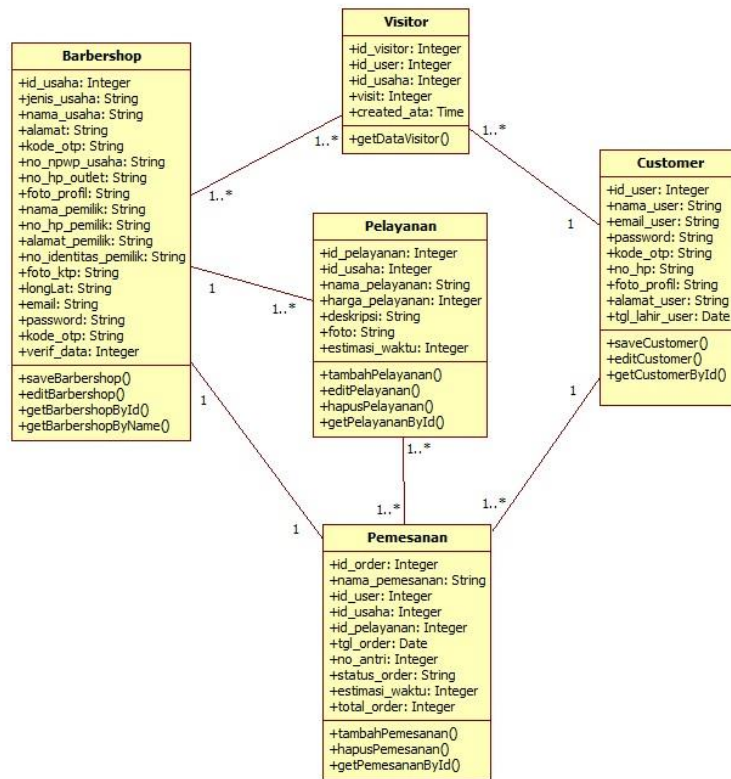 Visitor
+id_visitor: Integer
+id_user: Integer
+id_usaha: Integer
+visit: Integer
+created_ata: Time
+getDataVisitor()
Barbershop
+id_usaha: Integer
+jenis_usaha: String
+nama_usaha: String
+alamat: String
+kode_otp: String
+no_npwp_usaha: String
+no_hp_outlet: String
+foto_profil: String
+nama_pemilik: String
+no_hp_pemilik: String
+alamat_pemilik: String
+no_identitas_pemilik: String
+foto_ktp: String
+longLat: String
+email: String
+password: String
+kode_otp: String
+verif_data: Integer
+saveBarbershop()
+editBarbershop()
+getBarbershopById()
+getBarbershopByName()
1..*
1..*
1..*
1
Customer
+id_user: Integer
+nama_user: String
+email_user: String
+password: String
+kode_otp: String
+no_hp: String
+foto_profil: String
+alamat_user: String
+tgl_lahir_user: Date
+saveCustomer()
+editCustomer()
+getCustomerById()
Pelayanan
+id_pelayanan: Integer
+id_usaha: Integer
+nama_pelayanan: String
+harga_pelayanan: Integer
+deskripsi: String
+foto: String
+estimasi_waktu: Integer
+tambahPelayanan()
+editPelayanan()
+hapusPelayanan()
+getPelayananById()
1
1..*
1
1
1..*
1..*
1
1..*
Pemesanan
+id_order: Integer
+nama_pemesanan: String
+id_user: Integer
+id_usaha: Integer
+id_pelayanan: Integer
+tgl_order: Date
+no_antri: Integer
+status_order: String
+estimasi_waktu: Integer
+total_order: Integer
+tambahPemesanan()
+hapusPemesanan()
+getPemesananById()